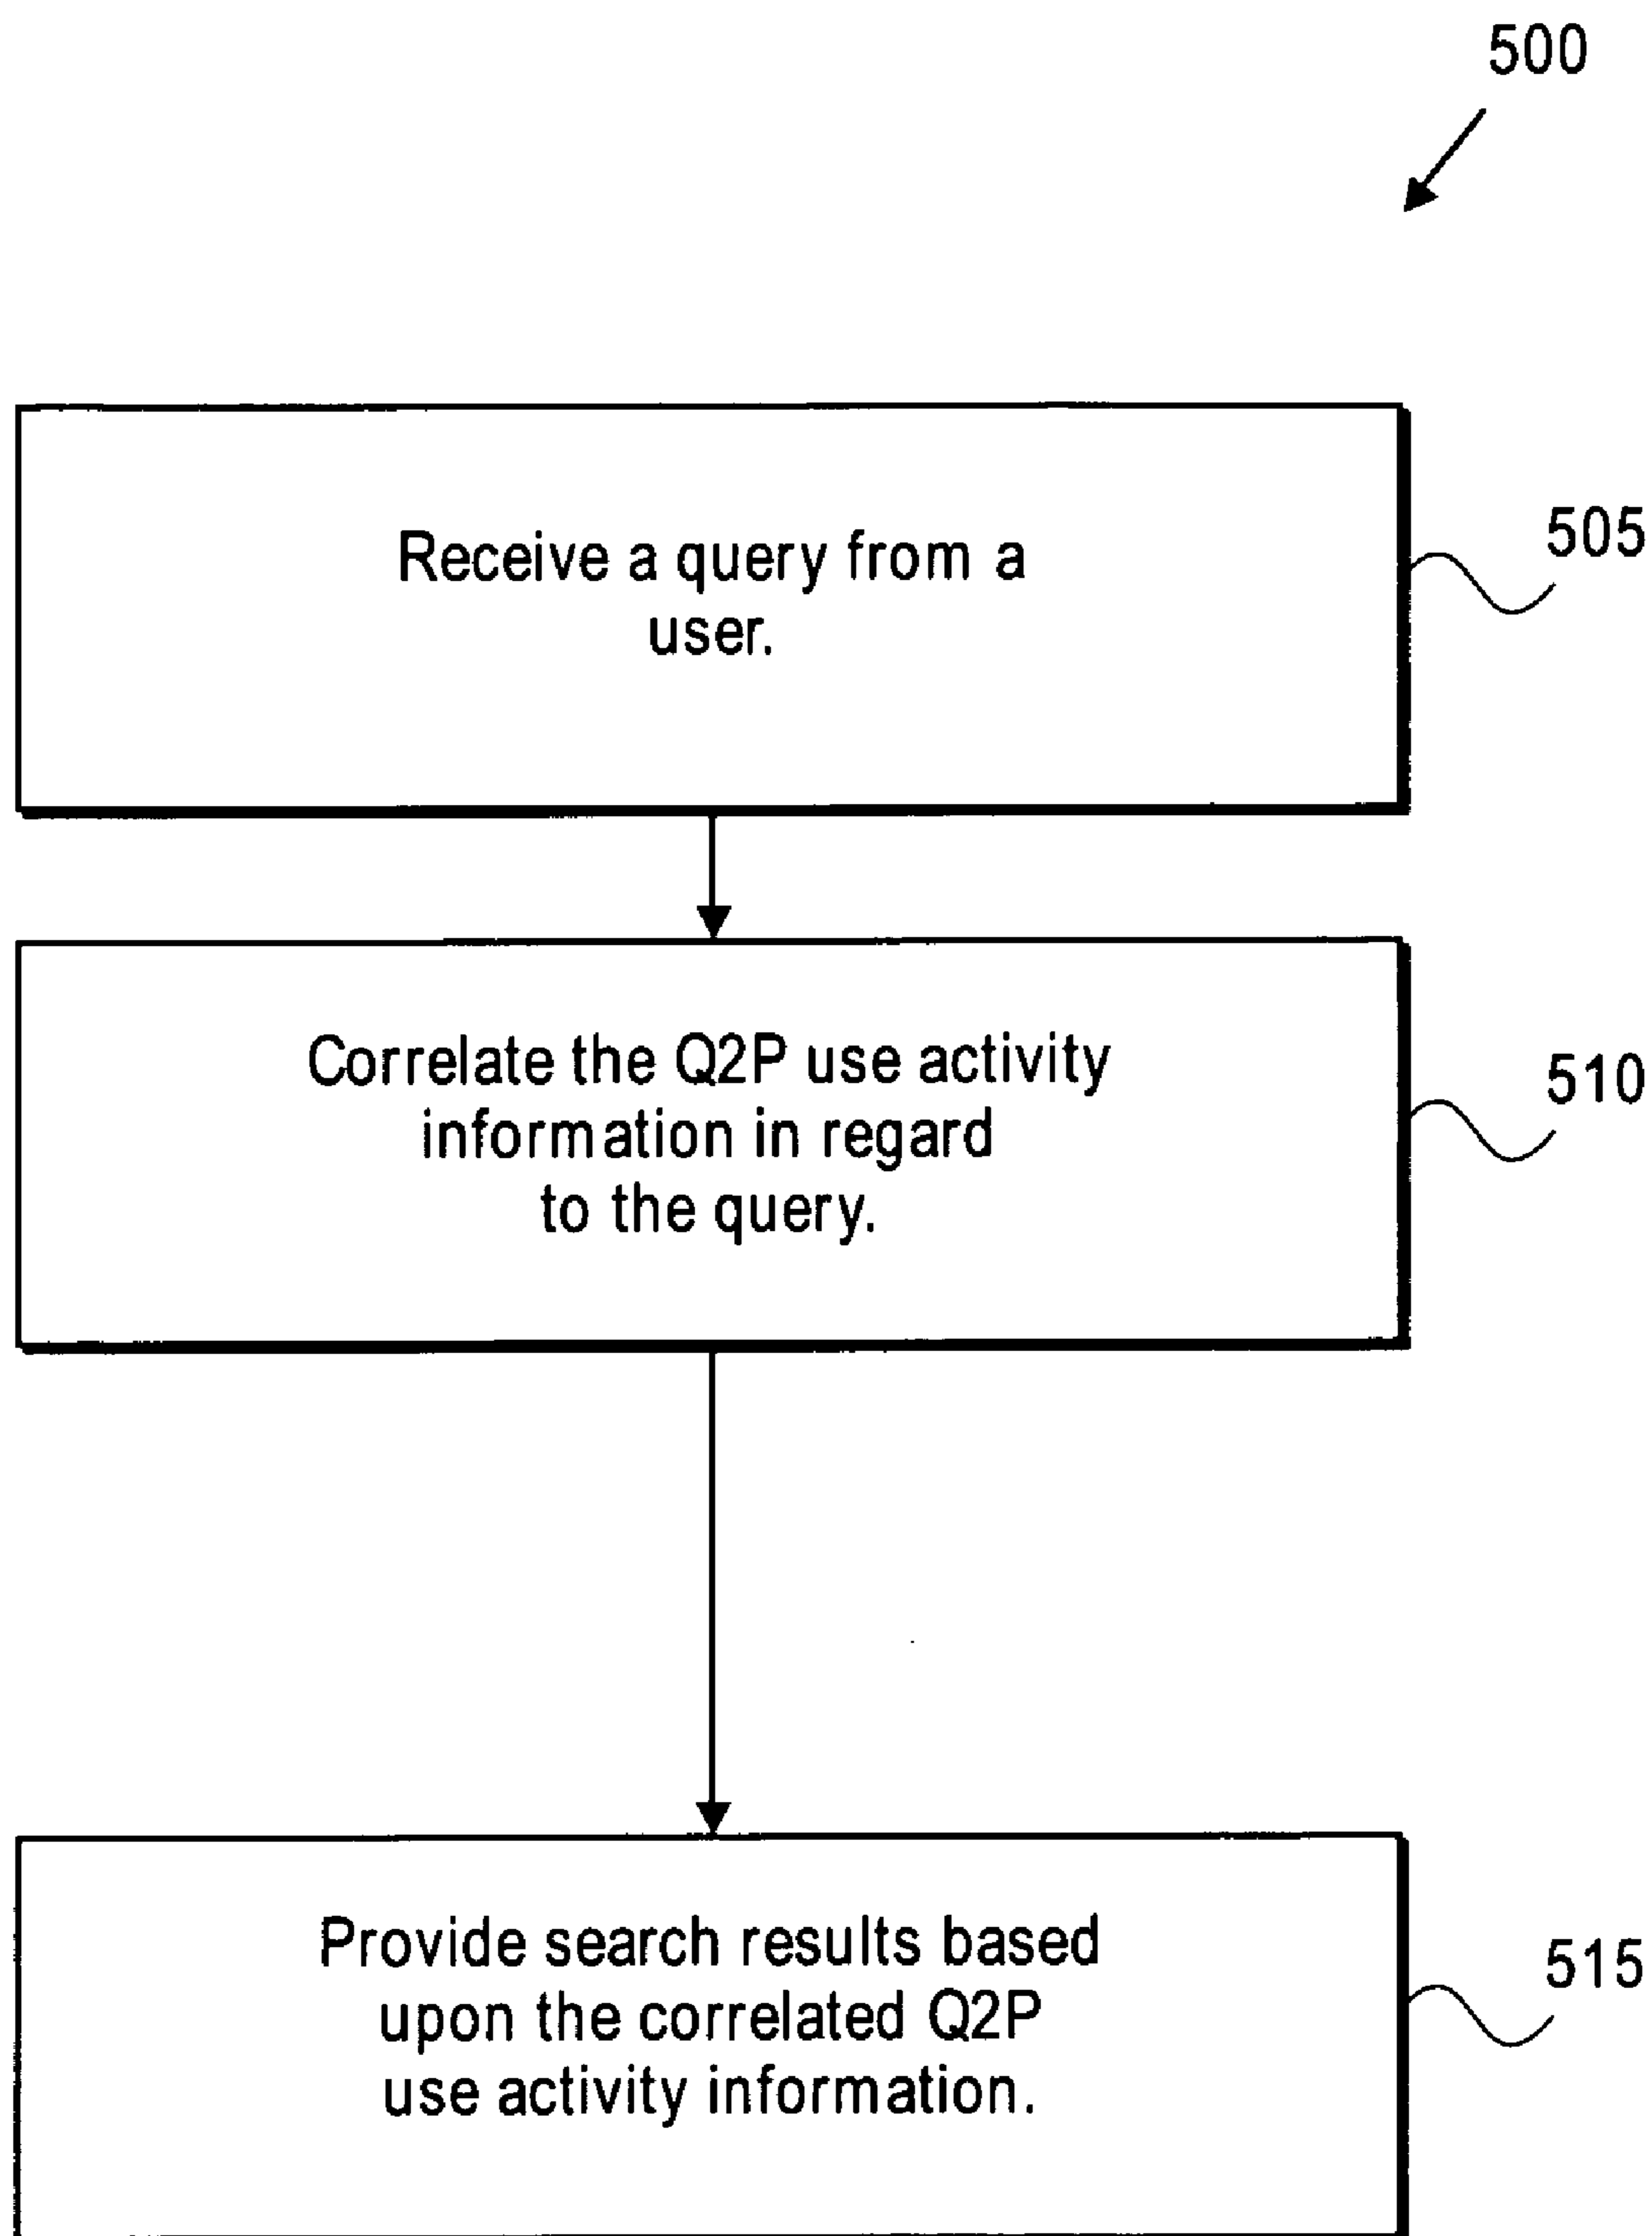 500
Receive a query from a
user.
505
Correlate the Q2P use activity
information in regard
to the query.
510
Provide search results based
upon the correlated Q2P
use activity information.
515